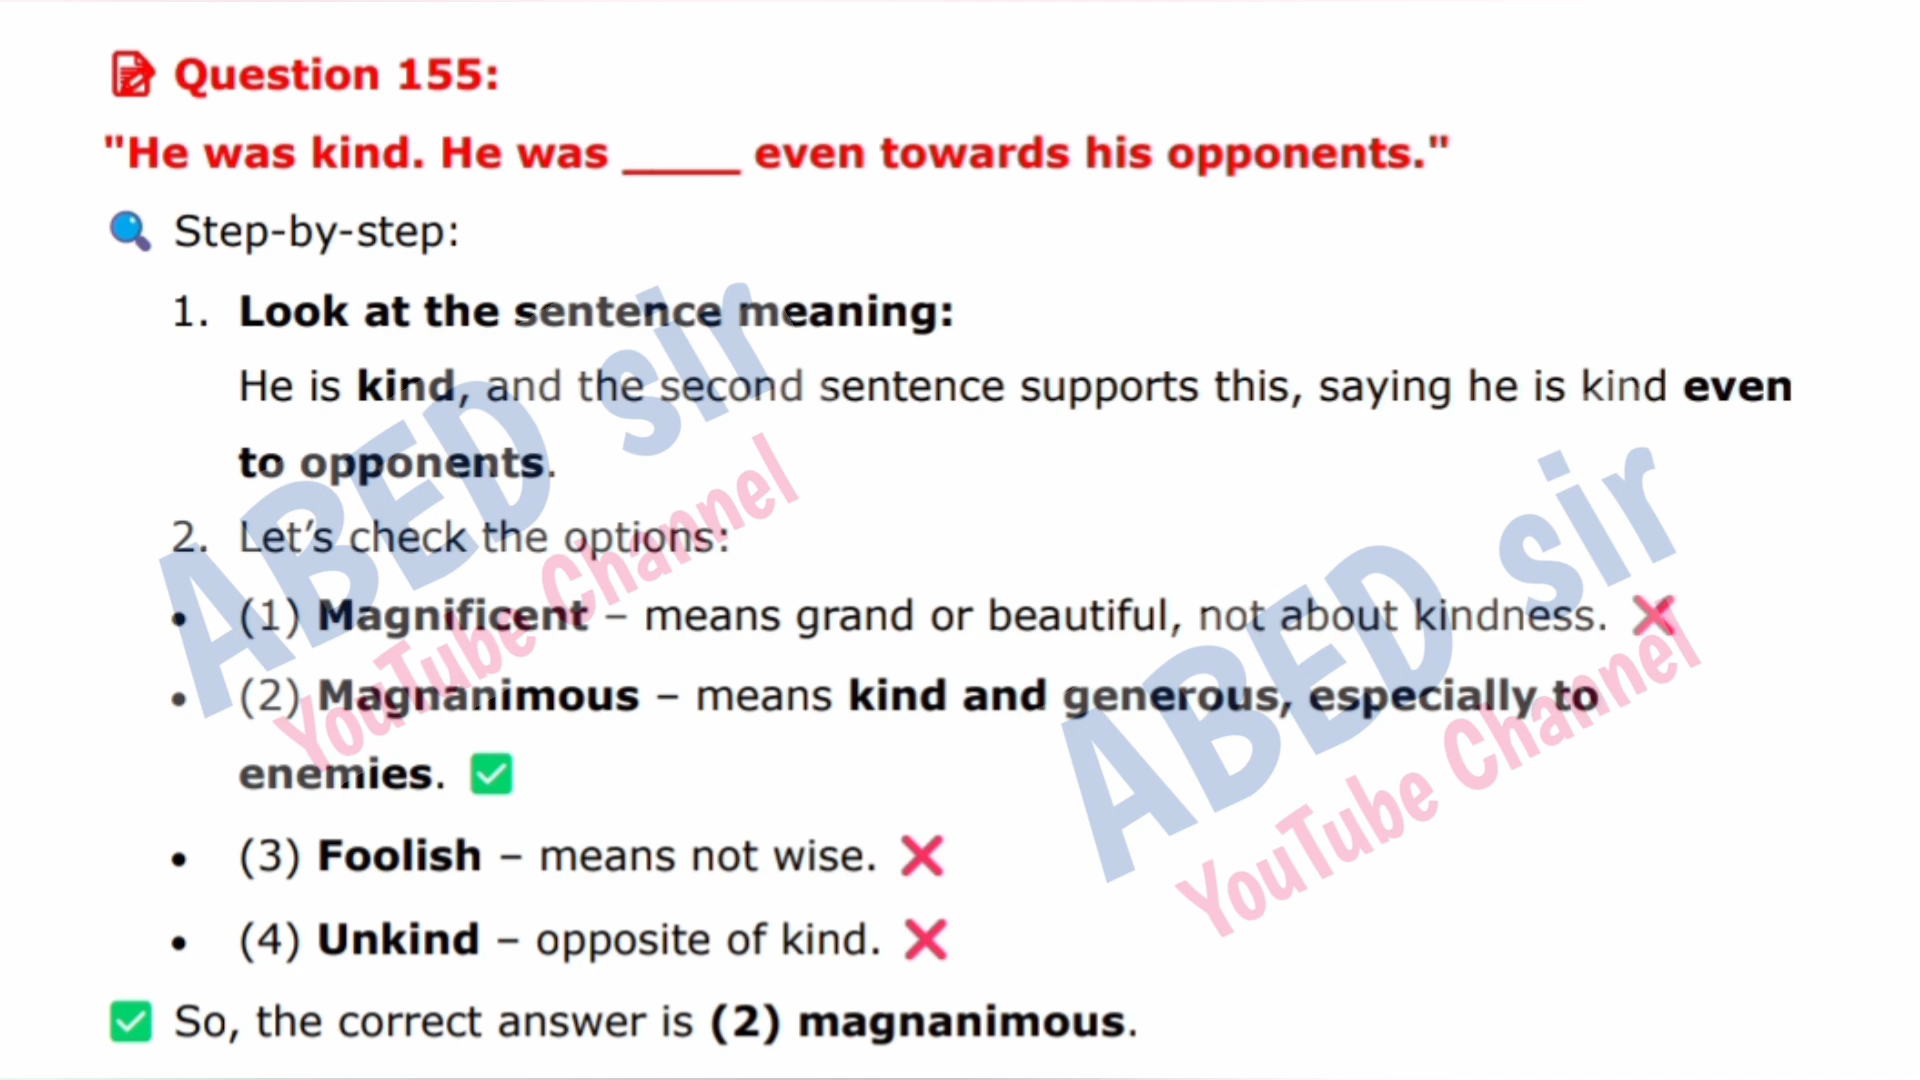 📝 Question 155:
"He was kind. He was _____ even towards his opponents."
🔍 Step-by-step:
1. Look at the sentence meaning:
He is kind, and the second sentence supports this, saying he is kind even
to opponents.
2. Let’s check the options:
• (1) Magnificent – means grand or beautiful, not about kindness. ❌
• (2) Magnanimous – means kind and generous, especially to
enemies. ✅
• (3) Foolish – means not wise. ❌
• (4) Unkind – opposite of kind. ❌
✅ So, the correct answer is (2) magnanimous.
ABED sir
YouTube Channel
ABED sir
YouTube Channel